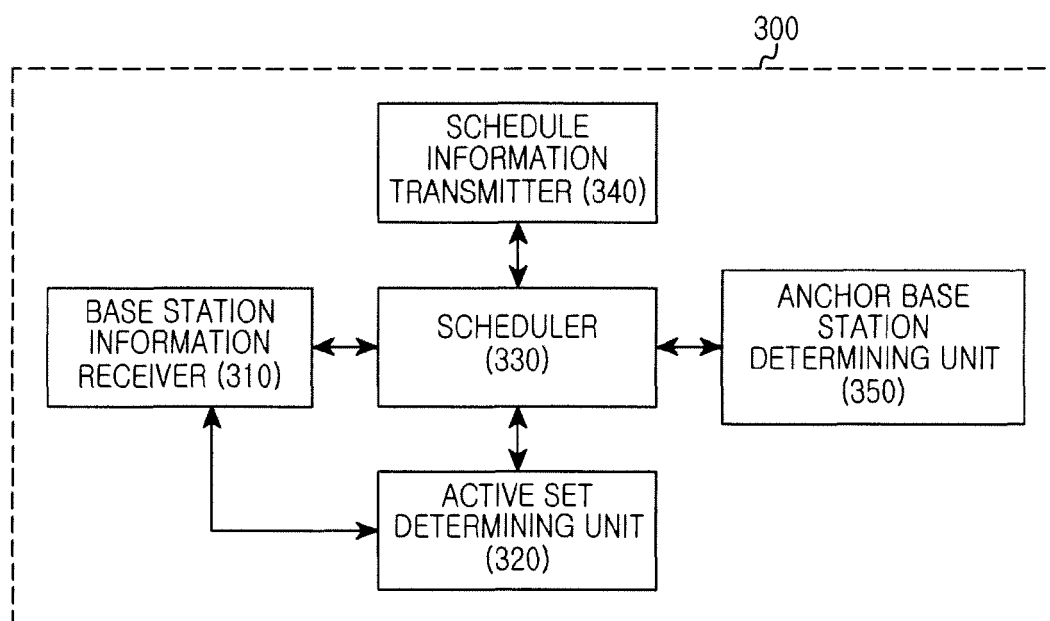 300
SCHEDULE
INFORMATION
TRANSMITTER (340)
BASE STATION
INFORMATION
RECEIVER (310)
SCHEDULER
(330)
ANCHOR BASE
STATION
DETERMINING UNIT
(350)
ACTIVE SET
DETERMINING UNIT
(320)